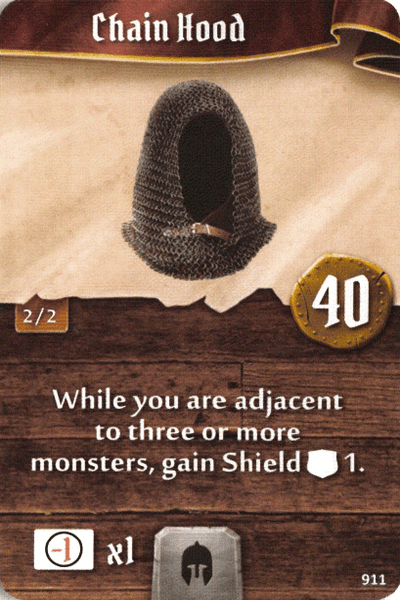 Chain Hood
2/2
40
While you are adjacent
to three or more
monsters, gain Shield 1.
-1 x1
911